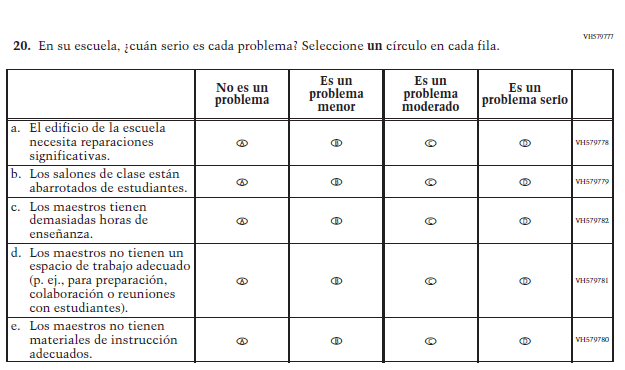 VH579777
20. En su escuela, ¿cuán serio es cada problema? Seleccione un círculo en cada fila.
No es un problema
Es un problema menor
Es un problema moderado
Es un problema serio
a. El edificio de la escuela
necesita reparaciones
significativas.
A B C D VH579778
b. Los salones de clase están
abarrotados de estudiantes.
A B C D VH579779
c. Los maestros tienen
demasiadas horas de
enseñanza.
A B C D VH579782
d. Los maestros no tienen un
espacio de trabajo adecuado
(p. ej., para preparación,
colaboración o reuniones
con estudiantes).
A B C D VH579781
e. Los maestros no tienen
materiales de instrucción
adecuados.
A B C D VH579780